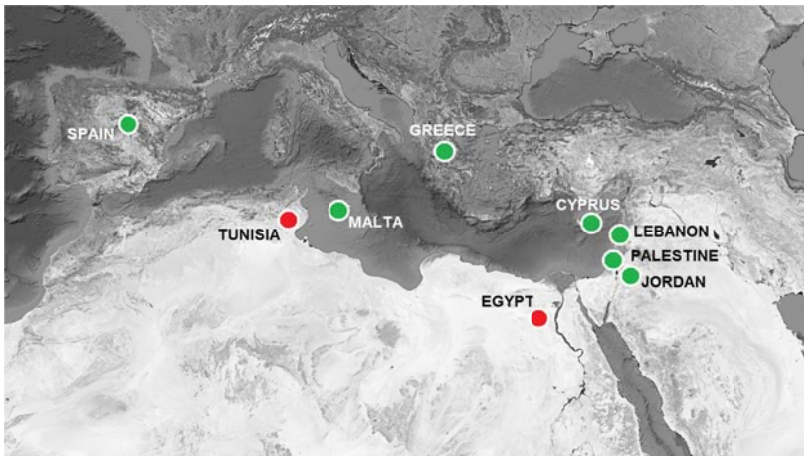 SPAIN
GREECE
TUNISIA
MALTA
CYPRUS
LEBANON
PALESTINE
JORDAN
EGYPT